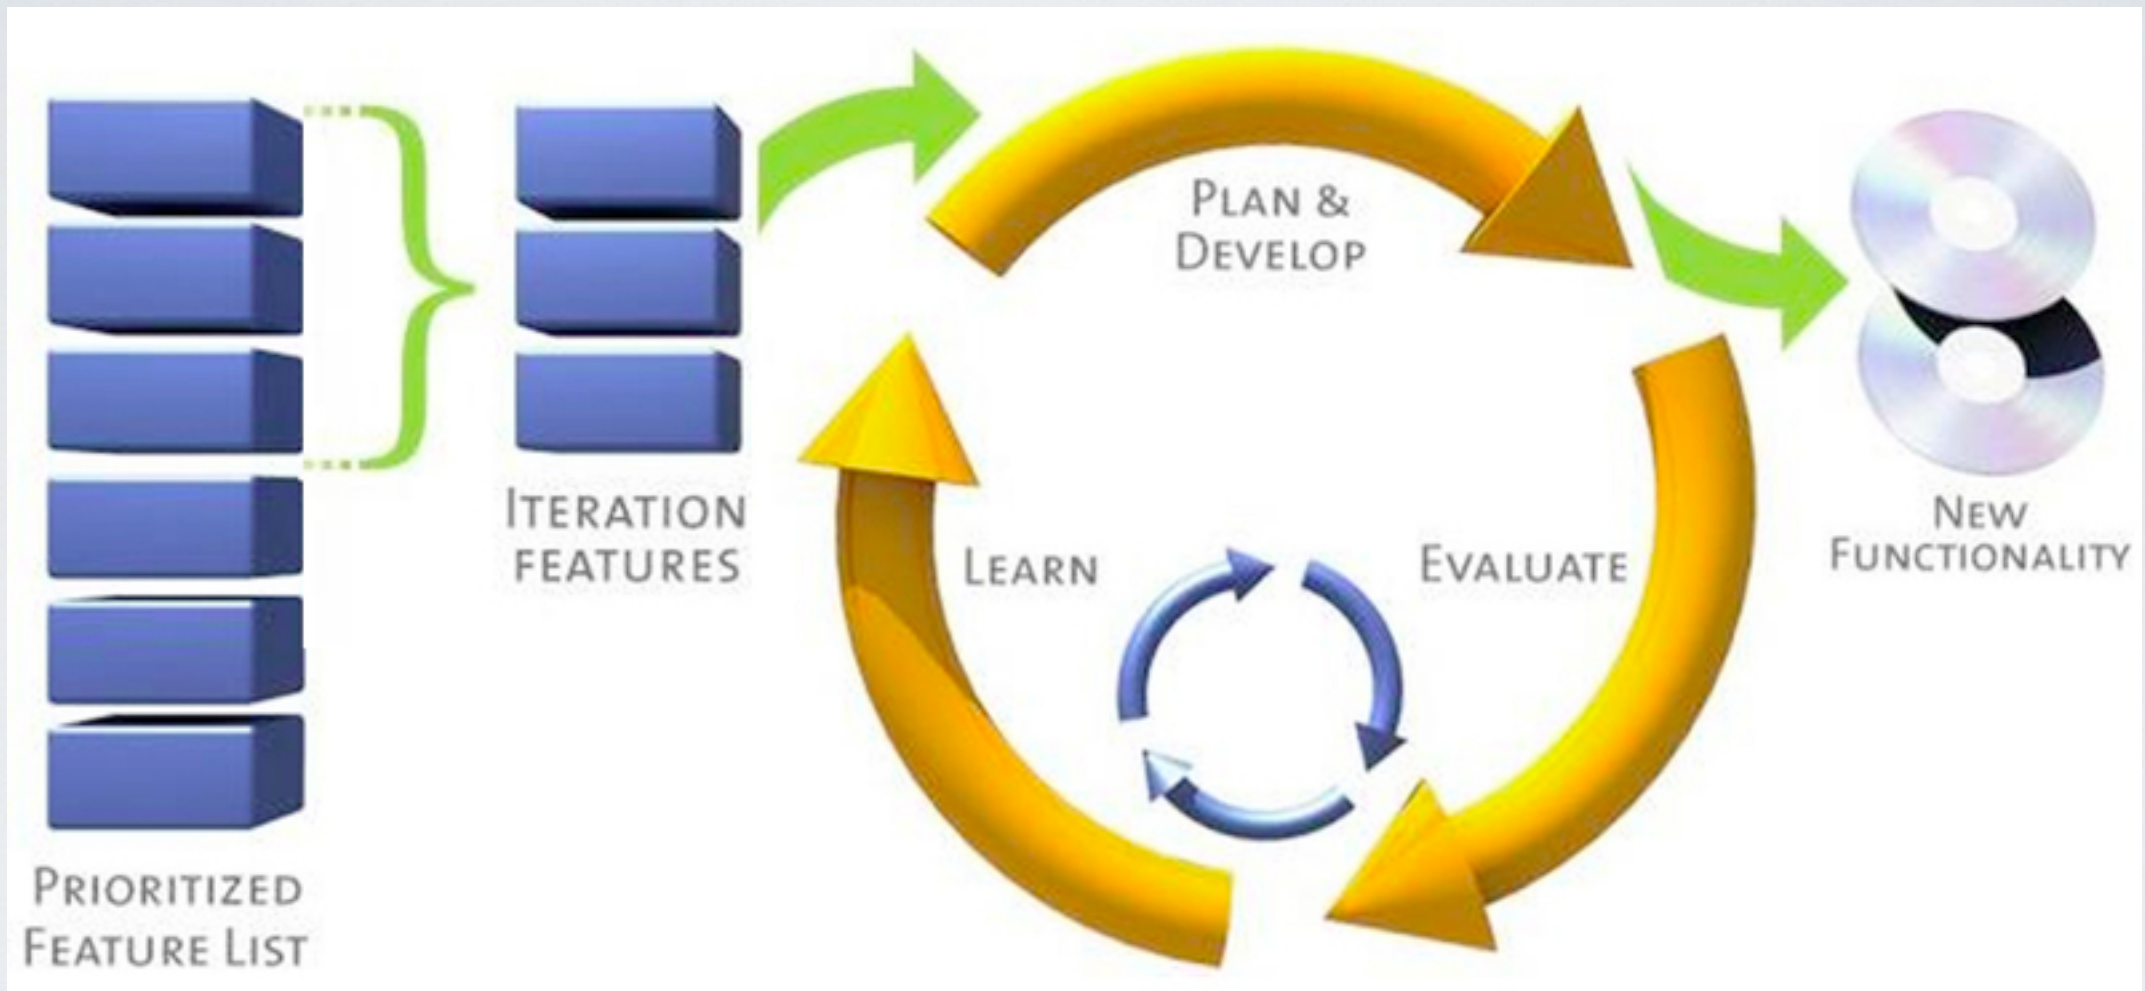 PRIORITIZED
FEATURE LIST
ITERATION
FEATURES
PLAN &
DEVELOP
LEARN
EVALUATE
NEW
FUNCTIONALITY